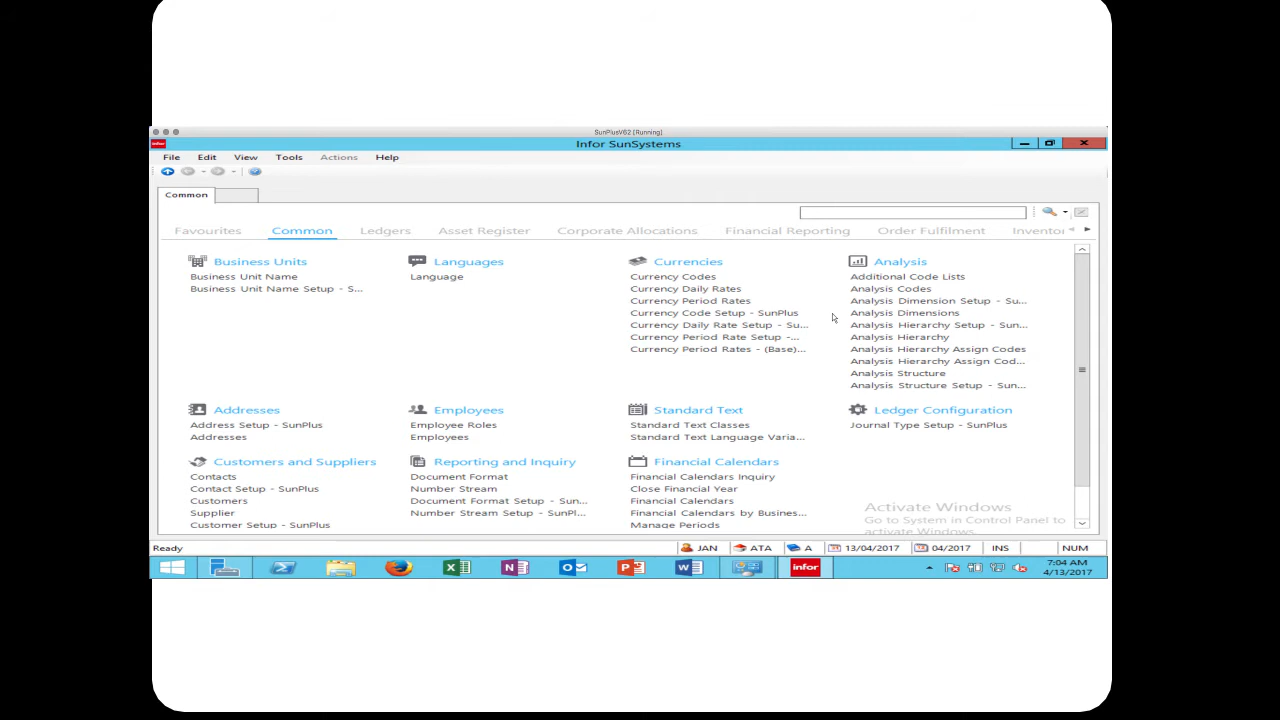 SunPlusV62 [Running]
infor
Infor SunSystems
File Edit View Tools Actions Help
Common
Favourites Common Ledgers Asset Register Corporate Allocations Financial Reporting Order Fulfilment Inventor
Business Units
Business Unit Name
Business Unit Name Setup - S...
Languages
Language
Currencies
Currency Codes
Currency Daily Rates
Currency Period Rates
Currency Code Setup - SunPlus
Currency Daily Rate Setup - Su...
Currency Period Rate Setup -...
Currency Period Rates - (Base)...
Analysis
Additional Code Lists
Analysis Codes
Analysis Dimension Setup - Su...
Analysis Dimensions
Analysis Hierarchy Setup - Sun...
Analysis Hierarchy
Analysis Hierarchy Assign Codes
Analysis Hierarchy Assign Cod...
Analysis Structure
Analysis Structure Setup - Sun...
Addresses
Address Setup - SunPlus
Addresses
Employees
Employee Roles
Employees
Standard Text
Standard Text Classes
Standard Text Language Varia...
Ledger Configuration
Journal Type Setup - SunPlus
Customers and Suppliers
Contacts
Contact Setup - SunPlus
Customers
Supplier
Customer Setup - SunPlus
Reporting and Inquiry
Document Format
Number Stream
Document Format Setup - Sun...
Number Stream Setup - SunPl...
Financial Calendars
Financial Calendars Inquiry
Close Financial Year
Financial Calendars
Financial Calendars by Busines...
Manage Periods
Activate Windows
Go to System in Control Panel to
activate Windows.
Ready JAN ATA A 13/04/2017 04/2017 INS NUM
infor
7:04 AM
4/13/2017